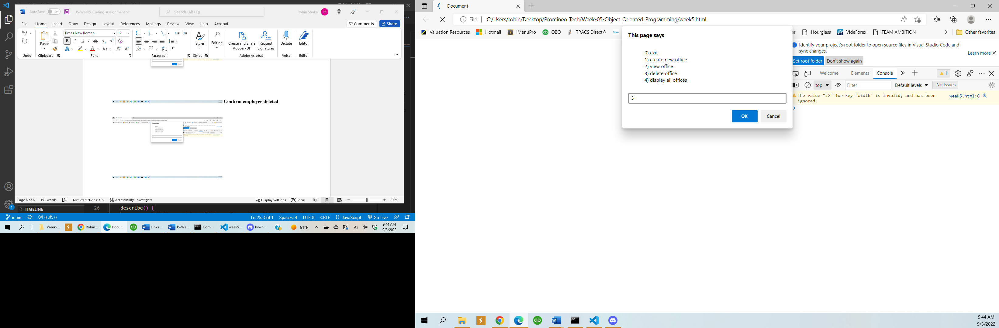 AutoSave Off JS-Week5_Coding-Assignment Search (Alt+Q) Robin Straka RS
File Home Insert Draw Design Layout References Mailings Review View Help Acrobat Comments Share
Times New Roman 12
Paste
B I U ab x₂ x²
A Aa A A
Styles Editing Create and Share Adobe PDF Request Signatures Dictate Editor
Undo Clipboard Font Paragraph Styles Adobe Acrobat Voice Editor
Confirm employee deleted
Page 6 of 6 191 words Text Predictions: On Accessibility: Investigate Display Settings Focus 100%
TIMELINE
26 describe() {
main 0 0 Ln 25, Col 1 Spaces: 4 UTF-8 CRLF {} JavaScript Go Live
Week-... Robin... Docu... Links ... JS-We... Com... week5... hw-h... 61°F 9:44 AM
9/3/2022
Document
File C:/Users/robin/Desktop/Promineo_Tech/Week-05-Object_Oriented_Programming/week5.html
Valuation Resources Hotmail iMenuPro QBO TRACS Direct® Sysco er Hourglass VideForex TEAM AMBITION Other favorites
This page says
0) exit
1) create new office
2) view office
3) delete office
4) display all offices
3
OK Cancel
Identify your project's root folder to open source files in Visual Studio Code and
sync changes.
Learn more
Set root folder Don't show again
Welcome Elements Console 1
top Filter Default levels No Issues
The value "<>" for key "width" is invalid, and has been week5.html:6
ignored.
9:44 AM
9/3/2022